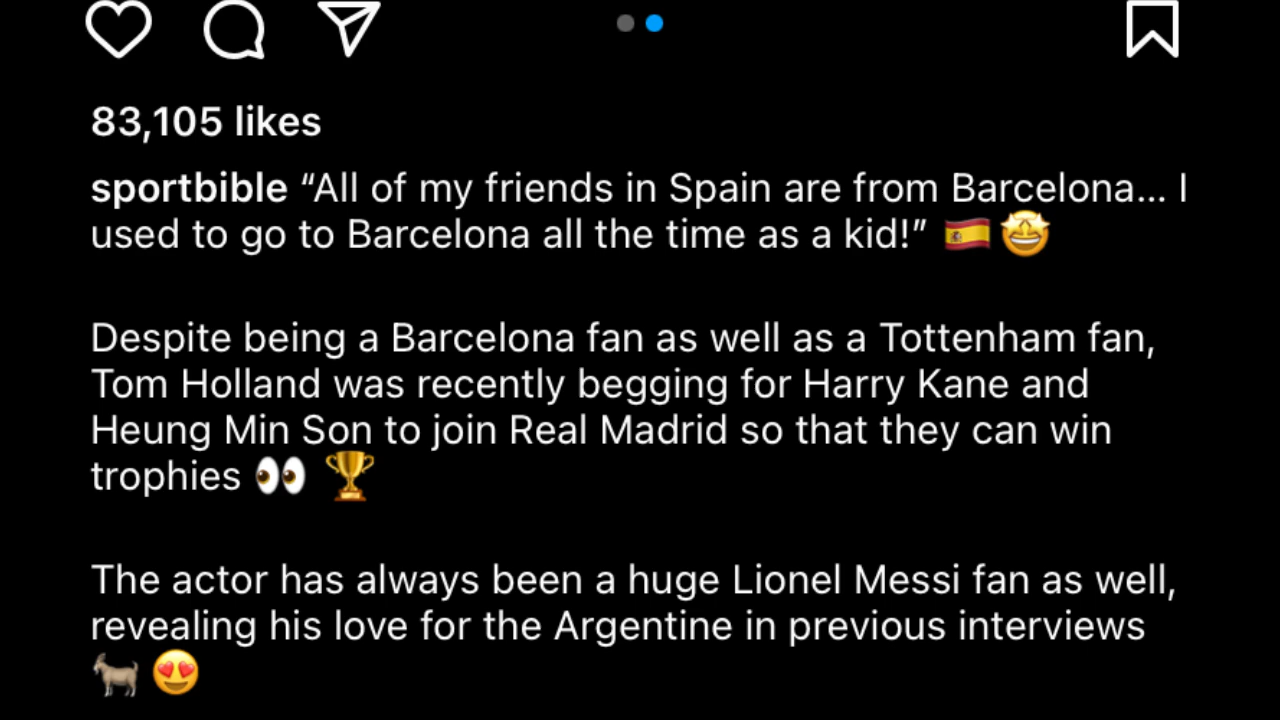 83,105 likes
sportbible “All of my friends in Spain are from Barcelona... I
used to go to Barcelona all the time as a kid!” 🇪🇸 🤩
Despite being a Barcelona fan as well as a Tottenham fan,
Tom Holland was recently begging for Harry Kane and
Heung Min Son to join Real Madrid so that they can win
trophies 👀 🏆
The actor has always been a huge Lionel Messi fan as well,
revealing his love for the Argentine in previous interviews
🐐 😍